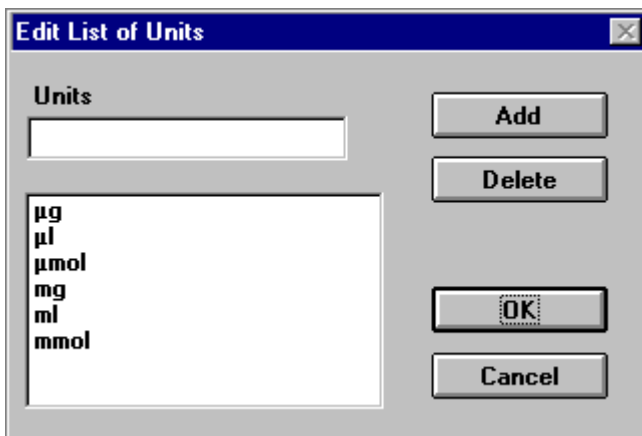 Edit List of Units
Units
Add
Delete
µg
µl
µmol
mg
ml
mmol
OK
Cancel